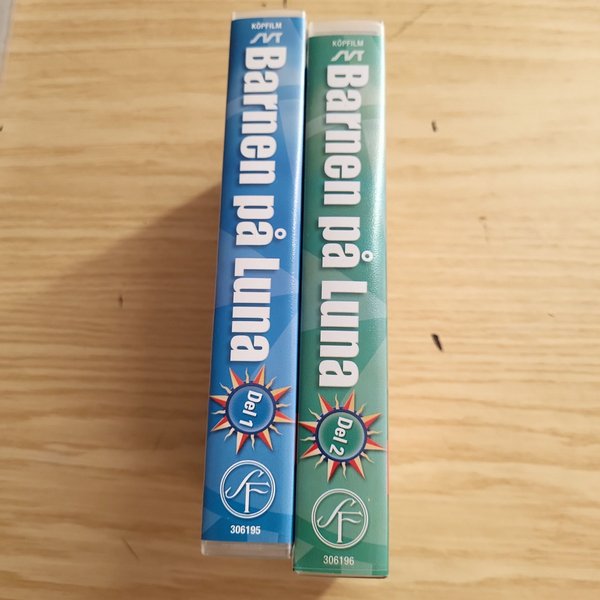 KÖPFILM
SVT
Barnen på Luna
Del 1
SF
306195
KÖPFILM
SVT
Barnen på Luna
Del 2
SF
306196